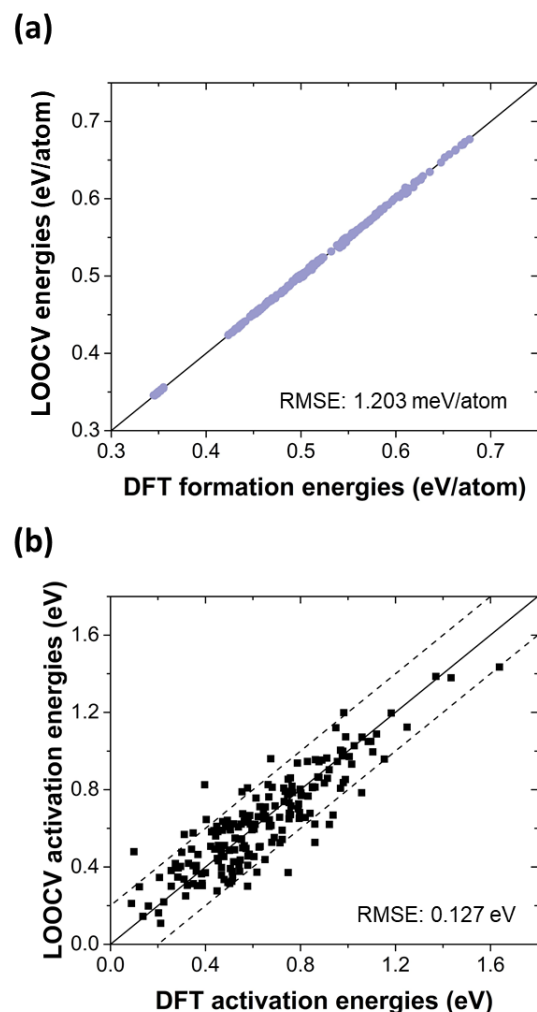 (a)
LOOCV energies (eV/atom)
0.7
0.6
0.5
0.4
0.3
RMSE: 1.203 meV/atom
0.3 0.4 0.5 0.6 0.7
DFT formation energies (eV/atom)
(b)
LOOCV activation energies (eV)
1.6
1.2
0.8
0.4
0.0
RMSE: 0.127 eV
0.0 0.4 0.8 1.2 1.6
DFT activation energies (eV)